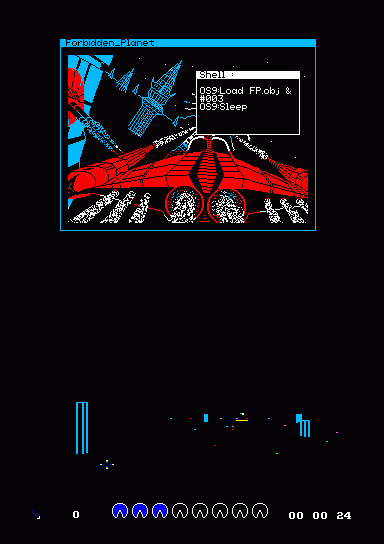 Forbidden_Planet
Shell :
OS9:Load FP.obj &
#003
OS9:Sleep
0
00 00 24